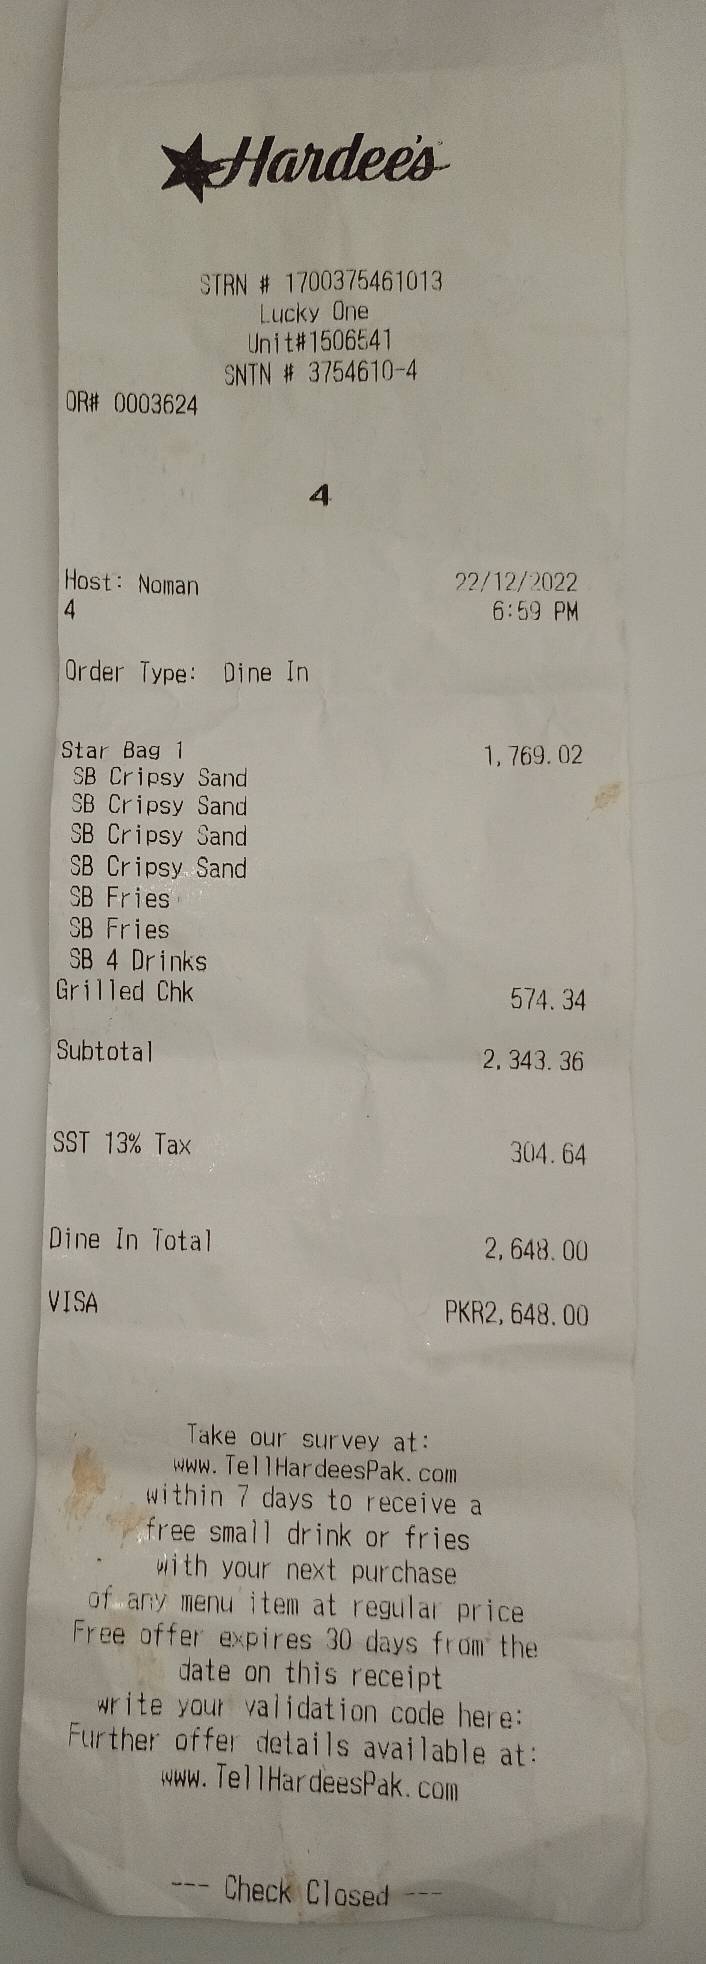 Hardee's
STRN # 1700375461013
Lucky One
Unit#1506541
SNTN # 3754610-4
OR# 0003624
4
Host: Noman 22/12/2022
4 6:59 PM
Order Type: Dine In
Star Bag 1 1,769.02
SB Cripsy Sand
SB Cripsy Sand
SB Cripsy Sand
SB Cripsy Sand
SB Fries
SB Fries
SB 4 Drinks
Grilled Chk 574.34
Subtotal 2,343.36
SST 13% Tax 304.64
Dine In Total 2,648.00
VISA PKR2,648.00
Take our survey at:
www.TellHardeesPak.com
within 7 days to receive a
free small drink or fries
with your next purchase
of any menu item at regular price
Free offer expires 30 days from the
date on this receipt
write your validation code here:
Further offer details available at:
www.TellHardeesPak.com
--- Check Closed ---